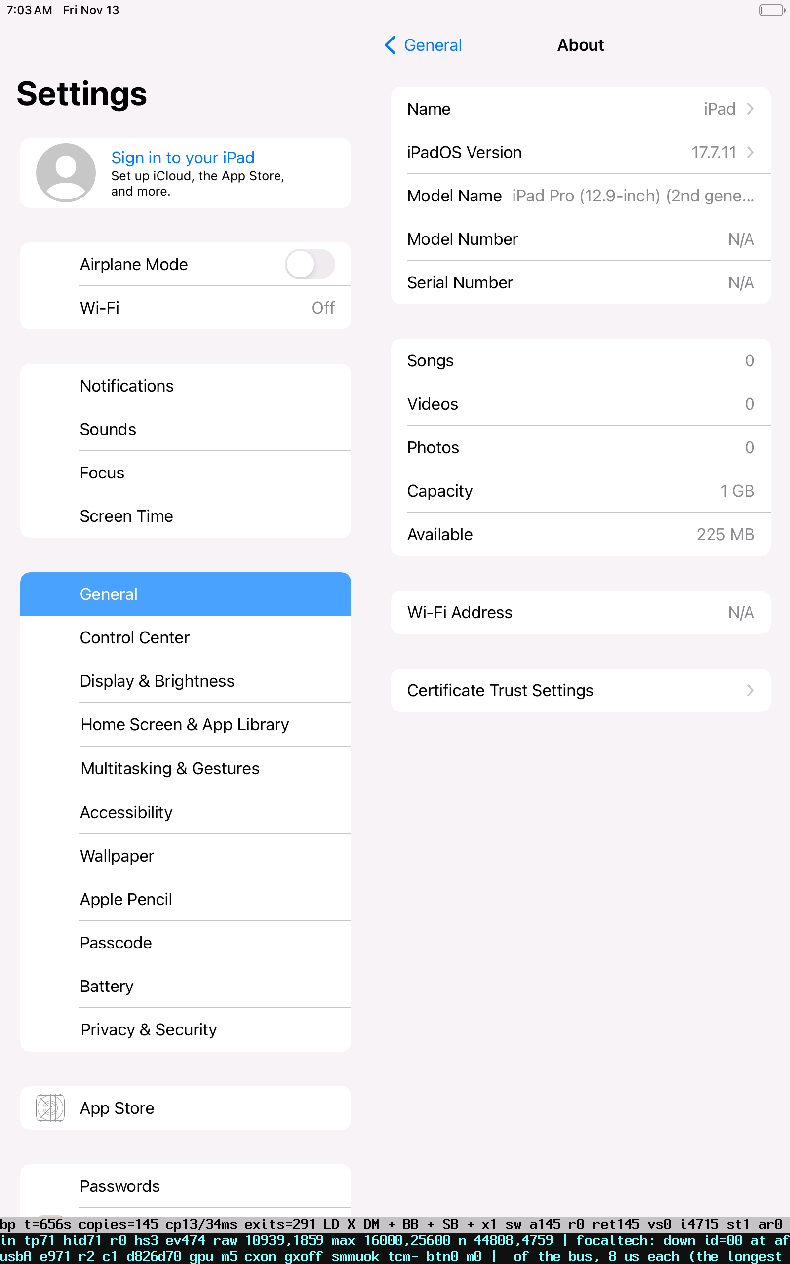 7:03 AM Fri Nov 13
General
About
Settings
Sign in to your iPad
Set up iCloud, the App Store,
and more.
Airplane Mode
Wi-Fi Off
Notifications
Sounds
Focus
Screen Time
General
Control Center
Display & Brightness
Home Screen & App Library
Multitasking & Gestures
Accessibility
Wallpaper
Apple Pencil
Passcode
Battery
Privacy & Security
App Store
Passwords
Name iPad
iPadOS Version 17.7.11
Model Name iPad Pro (12.9-inch) (2nd gene...
Model Number N/A
Serial Number N/A
Songs 0
Videos 0
Photos 0
Capacity 1 GB
Available 225 MB
Wi-Fi Address N/A
Certificate Trust Settings
bp t=656s copies=145 cp13/34ms exits=291 LD X DM + BB + SB + x1 sw a145 r0 ret145 vs0 i4715 st1 ar0
in tp71 hid71 r0 hs3 ev474 raw 10939,1859 max 16000,25600 n 44808,4759 | focaltech: down id=00 at af
usbA e971 r2 c1 d826d70 gpu m5 cxon gxoff smmuok tcm- btn0 m0 | of the bus, 8 us each (the longest